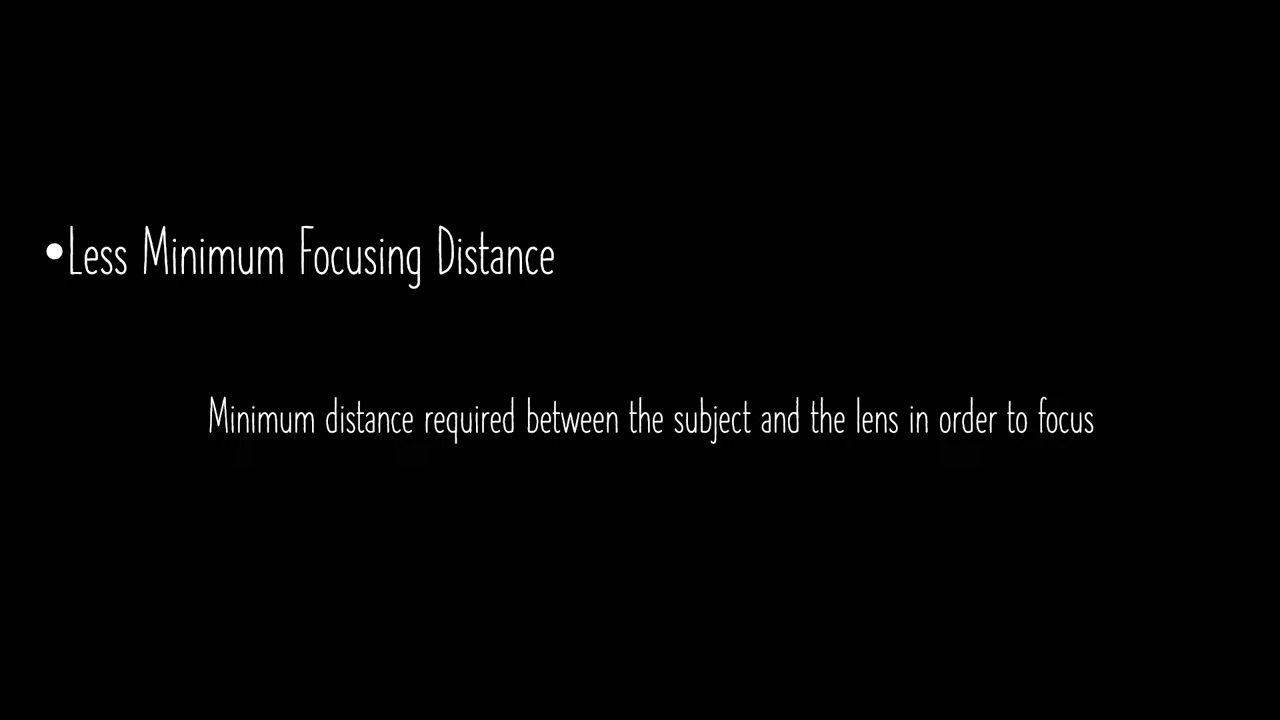 •Less Minimum Focusing Distance
Minimum distance required between the subject and the lens in order to focus